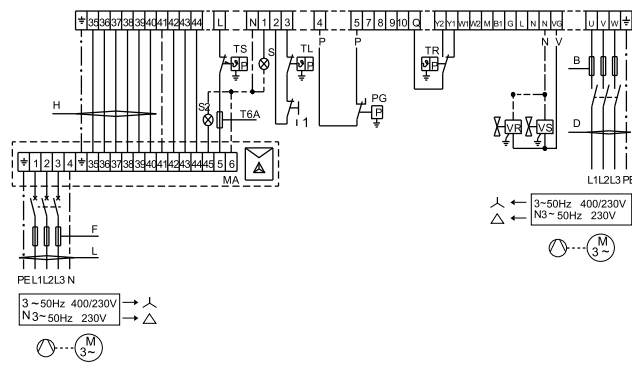 35 36 37 38 39 40 41 42 43 44 L N 1 2 3 4 5 7 8 9 10 Q Y2 Y1 W1 W2 M B1 G L N N VG U V W
P P N V
TS S TL TR B
PG
H S2 T6A 1 VR VS D
1 2 3 4 35 36 37 38 39 40 41 42 43 44 45 5 6
MA
L1 L2 L3 PE
3~50Hz 400/230V
N3~50Hz 230V
F
L
M
3~
PE L1 L2 L3 N
3~50Hz 400/230V
N3~50Hz 230V
M
3~